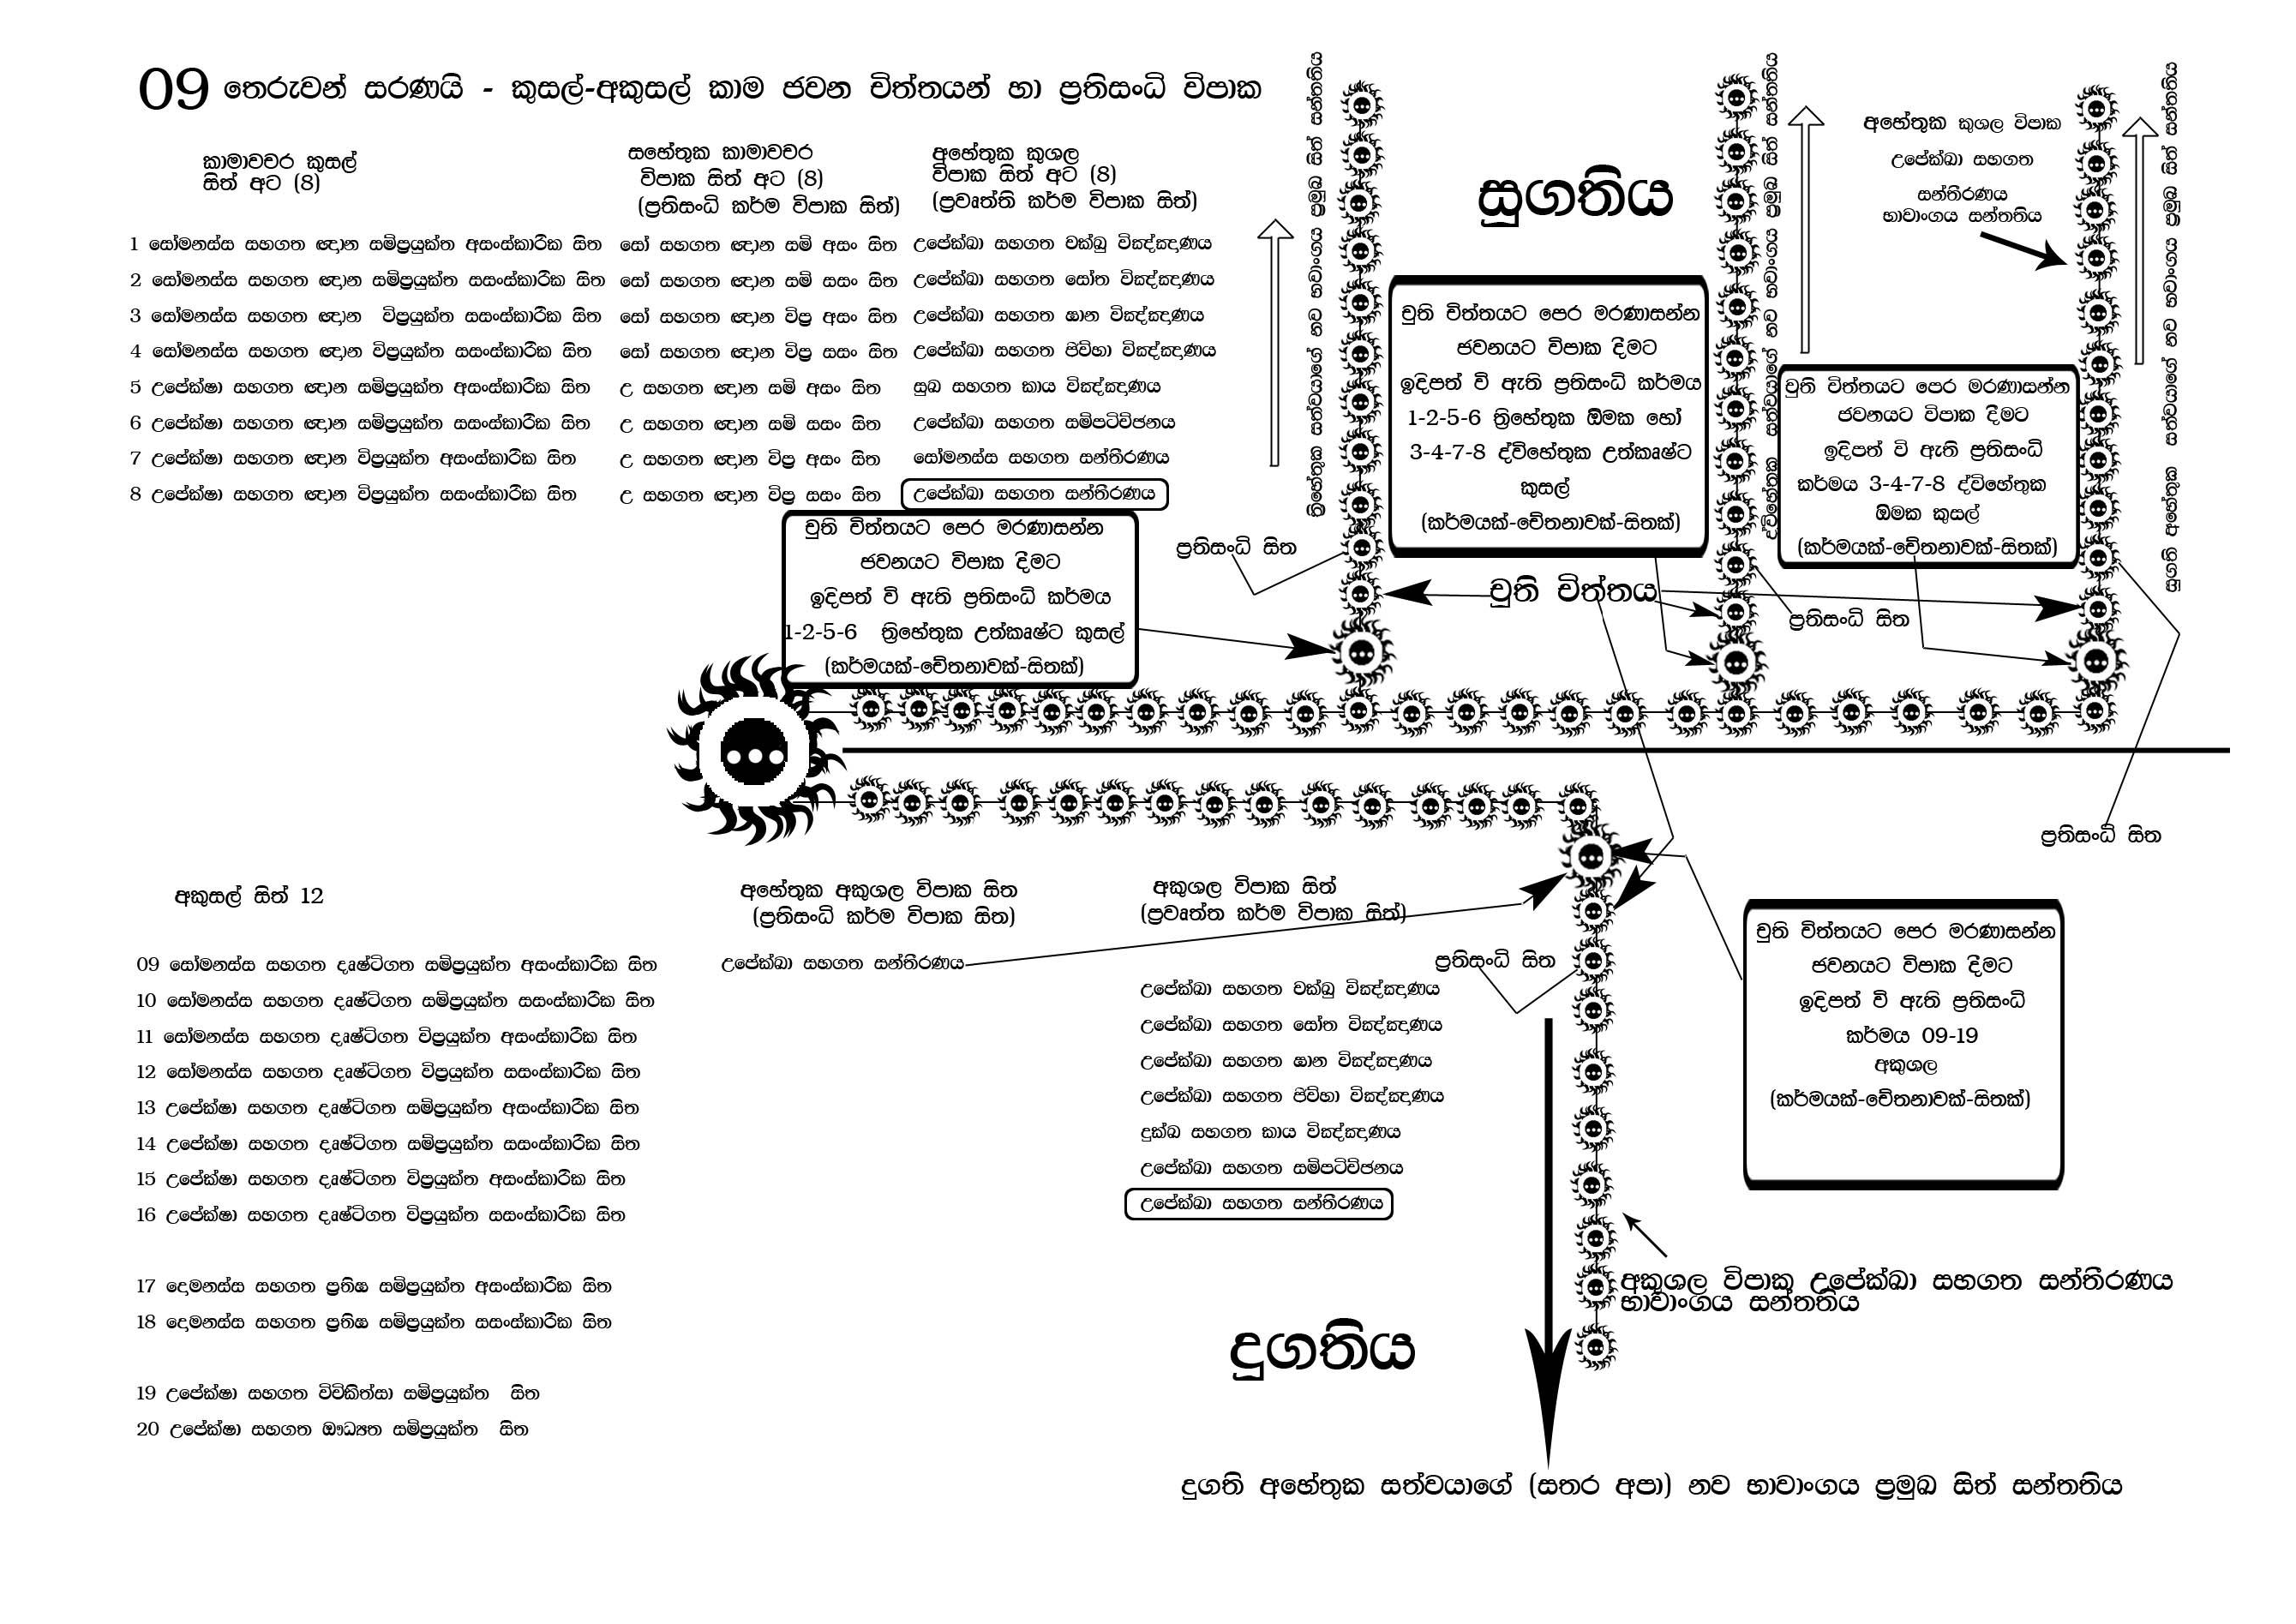 09 තෙරුවන් සරණයි - කුසල්-අකුසල් කාම ජවන චිත්තයන් හා ප්‍රතිසංධි විපාක
කාමාවචර කුසල්
සිත් අට (8)
1 සෝමනස්ස සහගත ඥාන සම්ප්‍රයුක්ත අසංස්කාරික සිත
2 සෝමනස්ස සහගත ඥාන සම්ප්‍රයුක්ත සසංස්කාරික සිත
3 සෝමනස්ස සහගත ඥාන විප්‍රයුක්ත සසංස්කාරික සිත
4 සෝමනස්ස සහගත ඥාන විප්‍රයුක්ත සසංස්කාරික සිත
5 උපේක්ෂා සහගත ඥාන සම්ප්‍රයුක්ත අසංස්කාරික සිත
6 උපේක්ෂා සහගත ඥාන සම්ප්‍රයුක්ත සසංස්කාරික සිත
7 උපේක්ෂා සහගත ඥාන විප්‍රයුක්ත අසංස්කාරික සිත
8 උපේක්ෂා සහගත ඥාන විප්‍රයුක්ත සසංස්කාරික සිත
සහේතුක කාමාවචර
විපාක සිත් අට (8)
(ප්‍රතිසංධි කර්ම විපාක සිත්)
සෝ සහගත ඥාන සම් අසං සිත
සෝ සහගත ඥාන සම් සසං සිත
සෝ සහගත ඥාන විප්‍ර අසං සිත
සෝ සහගත ඥාන විප්‍ර සසං සිත
උ සහගත ඥාන සම් අසං සිත
උ සහගත ඥාන සම් සසං සිත
උ සහගත ඥාන විප්‍ර අසං සිත
උ සහගත ඥාන විප්‍ර සසං සිත
අහේතුක කුශල
විපාක සිත් අට (8)
(ප්‍රවෘත්ති කර්ම විපාක සිත්)
උපේක්ඛා සහගත චක්ඛු විඤ්ඤාණය
උපේක්ඛා සහගත සෝත විඤ්ඤාණය
උපේක්ඛා සහගත ඝාන විඤ්ඤාණය
උපේක්ඛා සහගත ජිව්හා විඤ්ඤාණය
සුඛ සහගත කාය විඤ්ඤාණය
උපේක්ඛා සහගත සම්පටිච්ජනය
සෝමනස්ස සහගත සන්තීරණය
උපේක්ඛා සහගත සන්තීරණය
චුති චිත්තයට පෙර මරණාසන්න
ජවනයට විපාක දීමට
ඉදිපත් වි ඇති ප්‍රතිසංධි කර්මය
1-2-5-6 ත්‍රිහේතුක උත්කෘෂ්ට කුසල්
(කර්මයක්-චේතනාවක්-සිතක්)
ප්‍රතිසංධි සිත
ත්‍රිහේතුක සත්වයාගේ නව භවාංගය ප්‍රමුඛ සිත් සන්තතිය
සුගතිය
චුති චිත්තයට පෙර මරණාසන්න
ජවනයට විපාක දීමට
ඉදිපත් වි ඇති ප්‍රතිසංධි කර්මය
1-2-5-6 ත්‍රිහේතුක ඕමක හෝ
3-4-7-8 ද්විහේතුක උත්කෘෂ්ට
කුසල්
(කර්මයක්-චේතනාවක්-සිතක්)
චුති චිත්තය
ද්විහේතුක සත්වයාගේ නව භවාංගය ප්‍රමුඛ සිත් සන්තතිය
අහේතුක කුශල විපාක
උපේක්ඛා සහගත
සන්තීරණය
භාවාංගය සන්තතිය
චුති චිත්තයට පෙර මරණාසන්න
ජවනයට විපාක දීමට
ඉදිපත් වි ඇති ප්‍රතිසංධි
කර්මය 3-4-7-8 ද්විහේතුක
ඕමක කුසල්
(කර්මයක්-චේතනාවක්-සිතක්)
ප්‍රතිසංධි සිත
සුගති අහේතුක සත්වයාගේ නව භවාංගය ප්‍රමුඛ සිත් සන්තතිය
ප්‍රතිසංධි සිත
අකුසල් සිත් 12
09 සෝමනස්ස සහගත දෘෂ්ටිගත සම්ප්‍රයුක්ත අසංස්කාරික සිත
10 සෝමනස්ස සහගත දෘෂ්ටිගත සම්ප්‍රයුක්ත සසංස්කාරික සිත
11 සෝමනස්ස සහගත දෘෂ්ටිගත විප්‍රයුක්ත අසංස්කාරික සිත
12 සෝමනස්ස සහගත දෘෂ්ටිගත විප්‍රයුක්ත සසංස්කාරික සිත
13 උපේක්ෂා සහගත දෘෂ්ටිගත සම්ප්‍රයුක්ත අසංස්කාරික සිත
14 උපේක්ෂා සහගත දෘෂ්ටිගත සම්ප්‍රයුක්ත සසංස්කාරික සිත
15 උපේක්ෂා සහගත දෘෂ්ටිගත විප්‍රයුක්ත අසංස්කාරික සිත
16 උපේක්ෂා සහගත දෘෂ්ටිගත විප්‍රයුක්ත සසංස්කාරික සිත
17 දොමනස්ස සහගත ප්‍රතිඝ සම්ප්‍රයුක්ත අසංස්කාරික සිත
18 දොමනස්ස සහගත ප්‍රතිඝ සම්ප්‍රයුක්ත සසංස්කාරික සිත
19 උපේක්ෂා සහගත විචිකිත්සා සම්ප්‍රයුක්ත සිත
20 උපේක්ෂා සහගත ඖධ්‍යත සම්ප්‍රයුක්ත සිත
අහේතුක අකුශල විපාක සිත
(ප්‍රතිසංධි කර්ම විපාක සිත)
උපේක්ඛා සහගත සන්තීරණය
අකුශල විපාක සිත්
(ප්‍රවෘත්ත කර්ම විපාක සිත්)
උපේක්ඛා සහගත චක්ඛු විඤ්ඤාණය
උපේක්ඛා සහගත සෝත විඤ්ඤාණය
උපේක්ඛා සහගත ඝාන විඤ්ඤාණය
උපේක්ඛා සහගත ජිව්හා විඤ්ඤාණය
දුක්ඛ සහගත කාය විඤ්ඤාණය
උපේක්ඛා සහගත සම්පටිච්ජනය
උපේක්ඛා සහගත සන්තීරණය
ප්‍රතිසංධි සිත
චුති චිත්තයට පෙර මරණාසන්න
ජවනයට විපාක දීමට
ඉදිපත් වි ඇති ප්‍රතිසංධි
කර්මය 09-19
අකුශල
(කර්මයක්-චේතනාවක්-සිතක්)
අකුශල විපාක උපේක්ඛා සහගත සන්තීරණය
භාවාංගය සන්තතිය
දුගතිය
දුගති අහේතුක සත්වයාගේ (සතර අපා) නව භාවාංගය ප්‍රමුඛ සිත් සන්තතිය